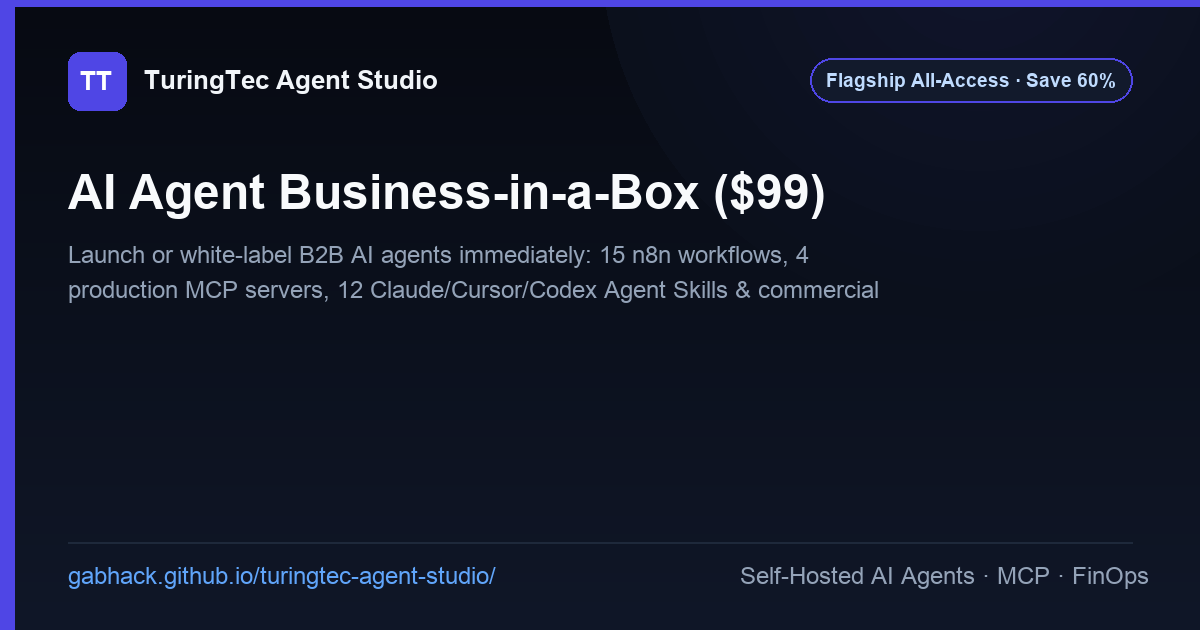 TT
TuringTec Agent Studio
Flagship All-Access · Save 60%
AI Agent Business-in-a-Box ($99)
Launch or white-label B2B AI agents immediately: 15 n8n workflows, 4
production MCP servers, 12 Claude/Cursor/Codex Agent Skills & commercial
gabhack.github.io/turingtec-agent-studio/
Self-Hosted AI Agents · MCP · FinOps